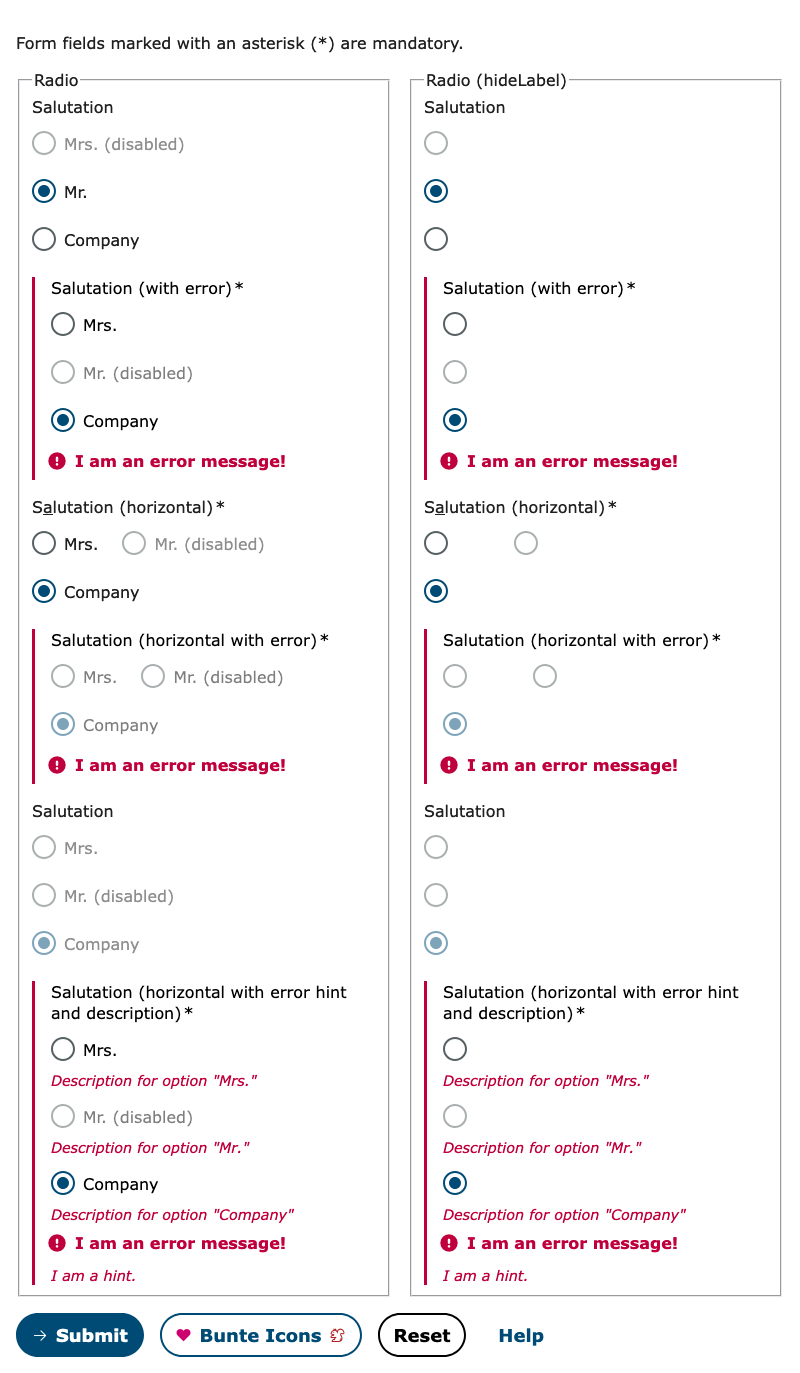 Form fields marked with an asterisk (*) are mandatory.
Radio
Salutation
Mrs. (disabled)
Mr.
Company
Salutation (with error)*
Mrs.
Mr. (disabled)
Company
I am an error message!
Salutation (horizontal)*
Mrs. Mr. (disabled)
Company
Salutation (horizontal with error)*
Mrs. Mr. (disabled)
Company
I am an error message!
Salutation
Mrs.
Mr. (disabled)
Company
Salutation (horizontal with error hint
and description)*
Mrs.
Description for option "Mrs."
Mr. (disabled)
Description for option "Mr."
Company
Description for option "Company"
I am an error message!
I am a hint.
Radio (hideLabel)
Salutation
Salutation (with error)*
I am an error message!
Salutation (horizontal)*
Salutation (horizontal with error)*
I am an error message!
Salutation
Salutation (horizontal with error hint
and description)*
Description for option "Mrs."
Description for option "Mr."
Description for option "Company"
I am an error message!
I am a hint.
Submit Bunte Icons Reset Help